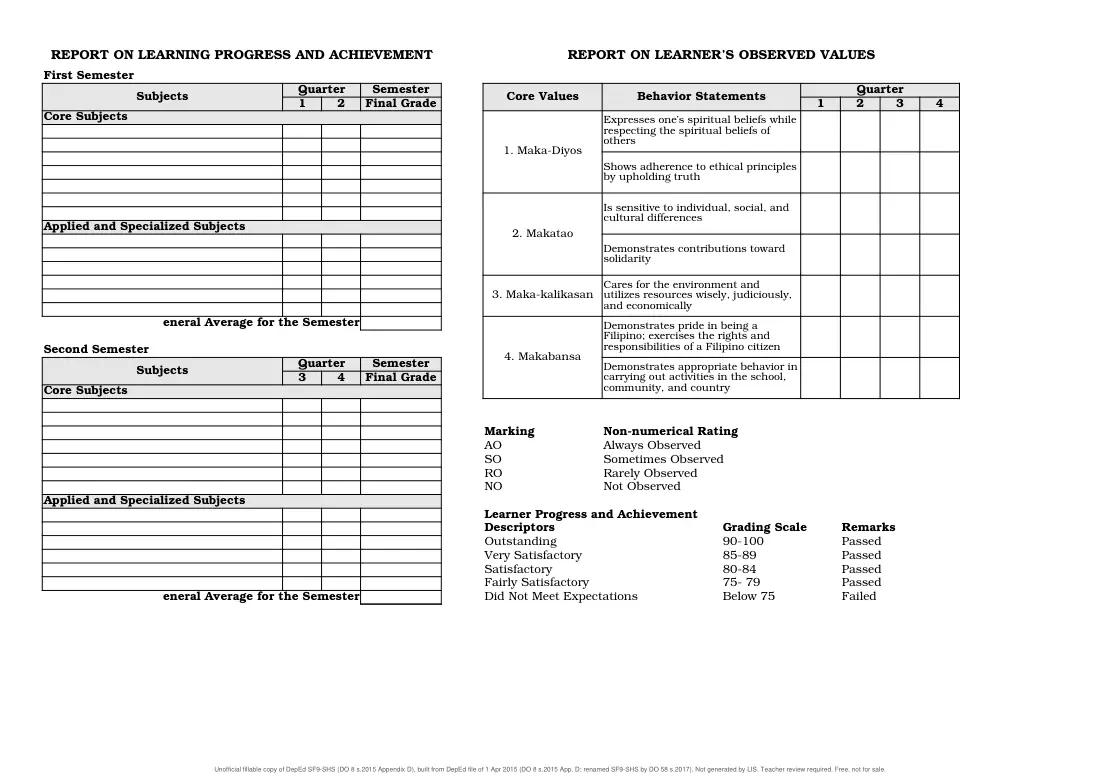 REPORT ON LEARNING PROGRESS AND ACHIEVEMENT
First Semester
Subjects
Quarter
Semester
1 2 Final Grade
Core Subjects
Applied and Specialized Subjects
eneral Average for the Semester
Second Semester
Subjects
Quarter
Semester
3 4 Final Grade
Core Subjects
Applied and Specialized Subjects
eneral Average for the Semester
REPORT ON LEARNER'S OBSERVED VALUES
Core Values
Behavior Statements
Quarter
1 2 3 4
1. Maka-Diyos
Expresses one's spiritual beliefs while
respecting the spiritual beliefs of
others
Shows adherence to ethical principles
by upholding truth
2. Makatao
Is sensitive to individual, social, and
cultural differences
Demonstrates contributions toward
solidarity
3. Maka-kalikasan
Cares for the environment and
utilizes resources wisely, judiciously,
and economically
4. Makabansa
Demonstrates pride in being a
Filipino; exercises the rights and
responsibilities of a Filipino citizen
Demonstrates appropriate behavior in
carrying out activities in the school,
community, and country
Marking Non-numerical Rating
AO Always Observed
SO Sometimes Observed
RO Rarely Observed
NO Not Observed
Learner Progress and Achievement
Descriptors Grading Scale Remarks
Outstanding 90-100 Passed
Very Satisfactory 85-89 Passed
Satisfactory 80-84 Passed
Fairly Satisfactory 75- 79 Passed
Did Not Meet Expectations Below 75 Failed
Unofficial fillable copy of DepEd SF9-SHS (DO 8 s.2015 Appendix D), built from DepEd file of 1 Apr 2015 (DO 8 s.2015 App. D; renamed SF9-SHS by DO 58 s.2017). Not generated by LIS. Teacher review required. Free, not for sale.